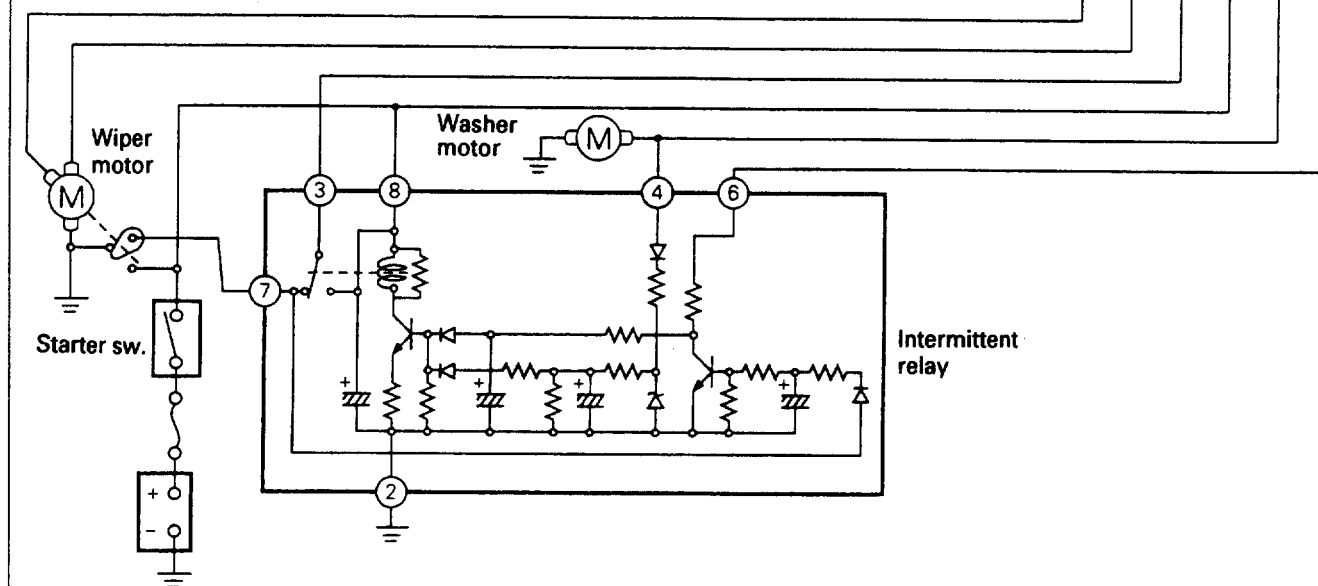 Wiper
motor
M
Washer
motor
M
3
8
4
6
7
Starter sw.
Intermittent
relay
+
+
+
+
2
+
-